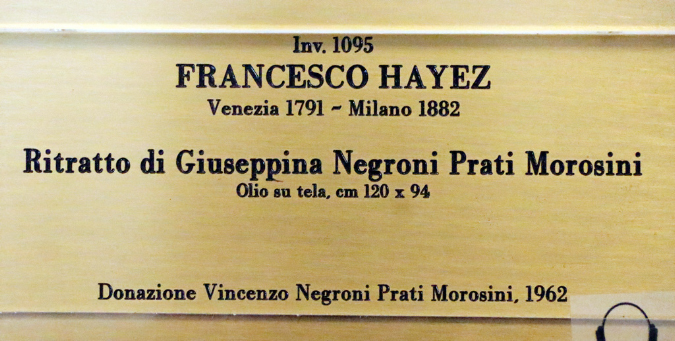 Inv. 1095
FRANCESCO HAYEZ
Venezia 1791 ~ Milano 1882
Ritratto di Giuseppina Negroni Prati Morosini
Olio su tela, cm 120 x 94
Donazione Vincenzo Negroni Prati Morosini, 1962